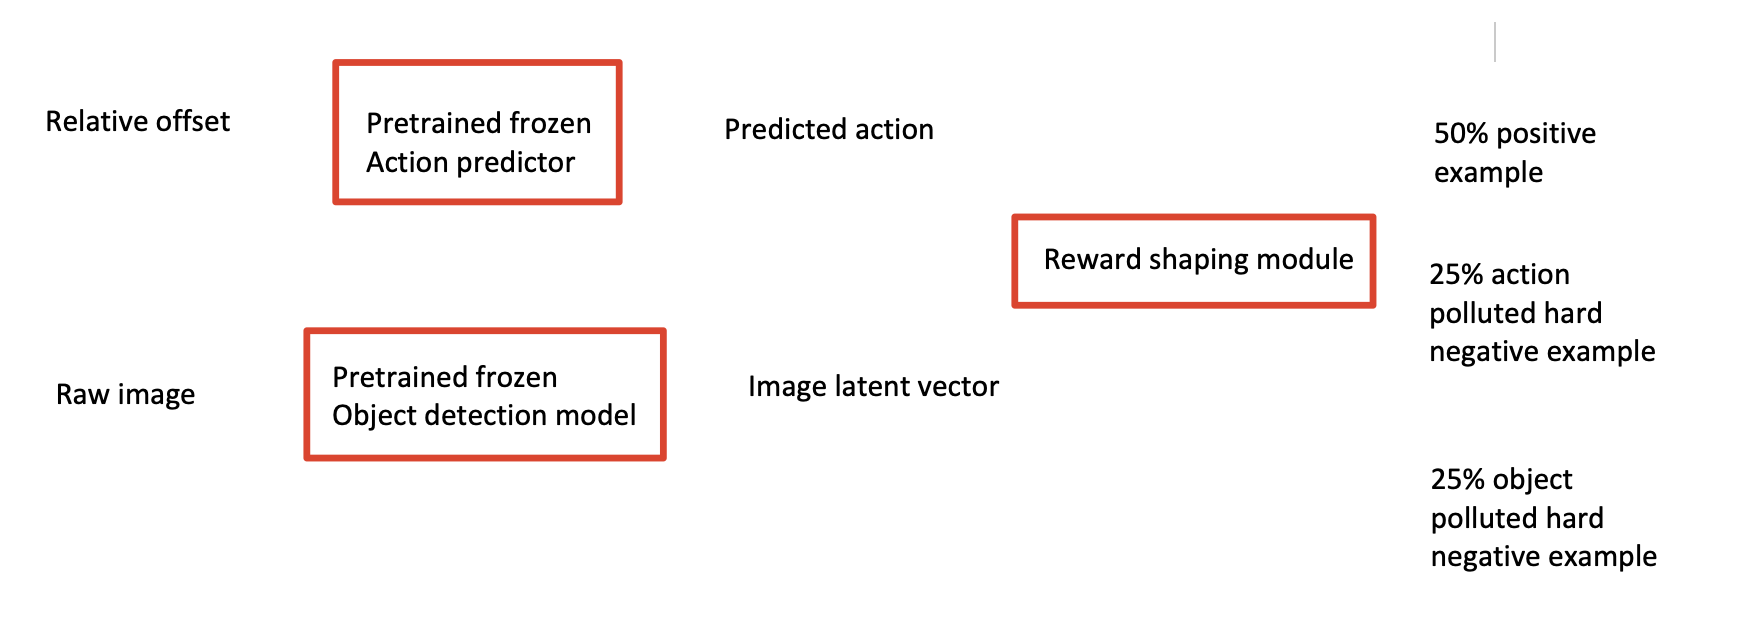 Relative offset
Pretrained frozen
Action predictor
Predicted action
50% positive
example
Reward shaping module
25% action
polluted hard
negative example
Raw image
Pretrained frozen
Object detection model
Image latent vector
25% object
polluted hard
negative example